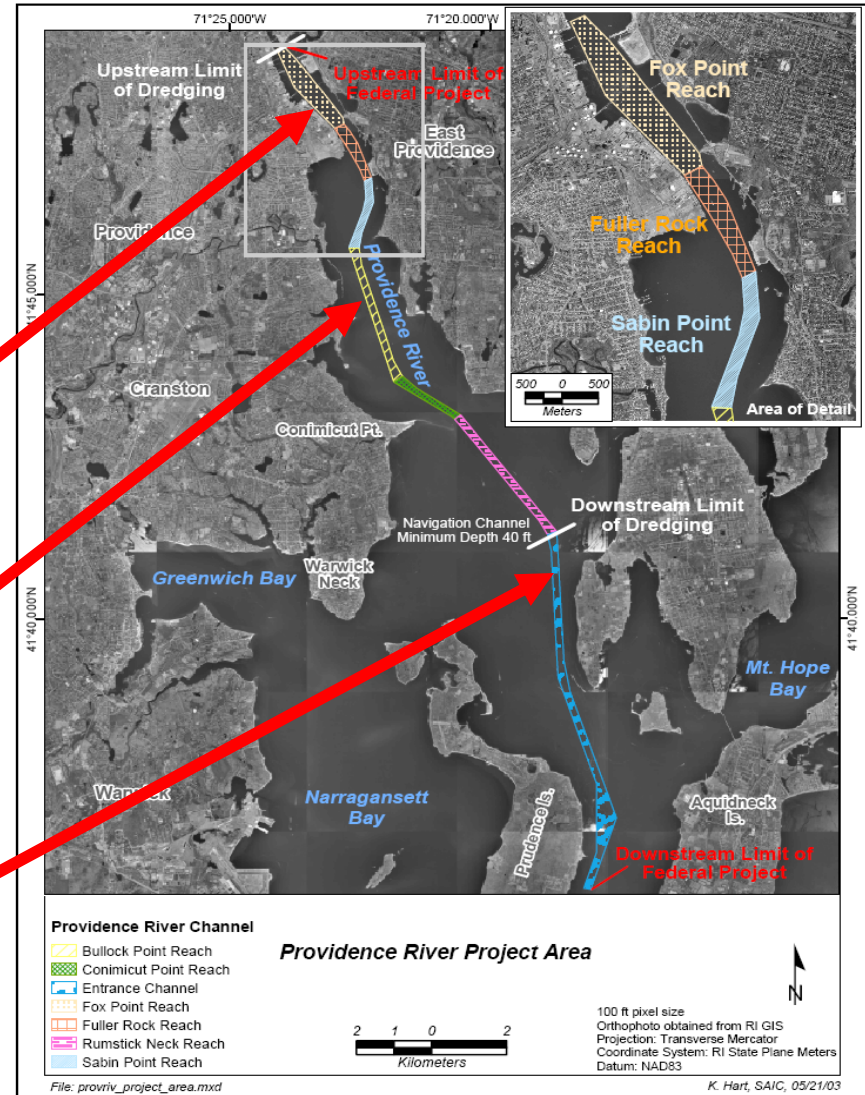 71°25.000'W
71°20.000'W
Upstream Limit
of Dredging
Upstream Limit of
Federal Project
East
Providence
Fox Point
Reach
Fuller Rock
Reach
Sabin Point
Reach
500 0 500
Meters
Area of Detail
Providence
Providence River
41°45.000'N
Cranston
Conimicut Pt.
Navigation Channel
Minimum Depth 40 ft
Downstream Limit
of Dredging
Greenwich Bay
Warwick
Neck
41°40.000'N
41°40.000'N
Mt. Hope
Bay
Warwick
Narragansett
Bay
Prudence Is.
Aquidneck
Is.
Downstream Limit of
Federal Project
Providence River Channel
Bullock Point Reach
Conimicut Point Reach
Entrance Channel
Fox Point Reach
Fuller Rock Reach
Rumstick Neck Reach
Sabin Point Reach
Providence River Project Area
2 1 0 2
Kilometers
N
100 ft pixel size
Orthophoto obtained from RI GIS
Projection: Transverse Mercator
Coordinate System: RI State Plane Meters
Datum: NAD83
File: provriv_project_area.mxd
K. Hart, SAIC, 05/21/03